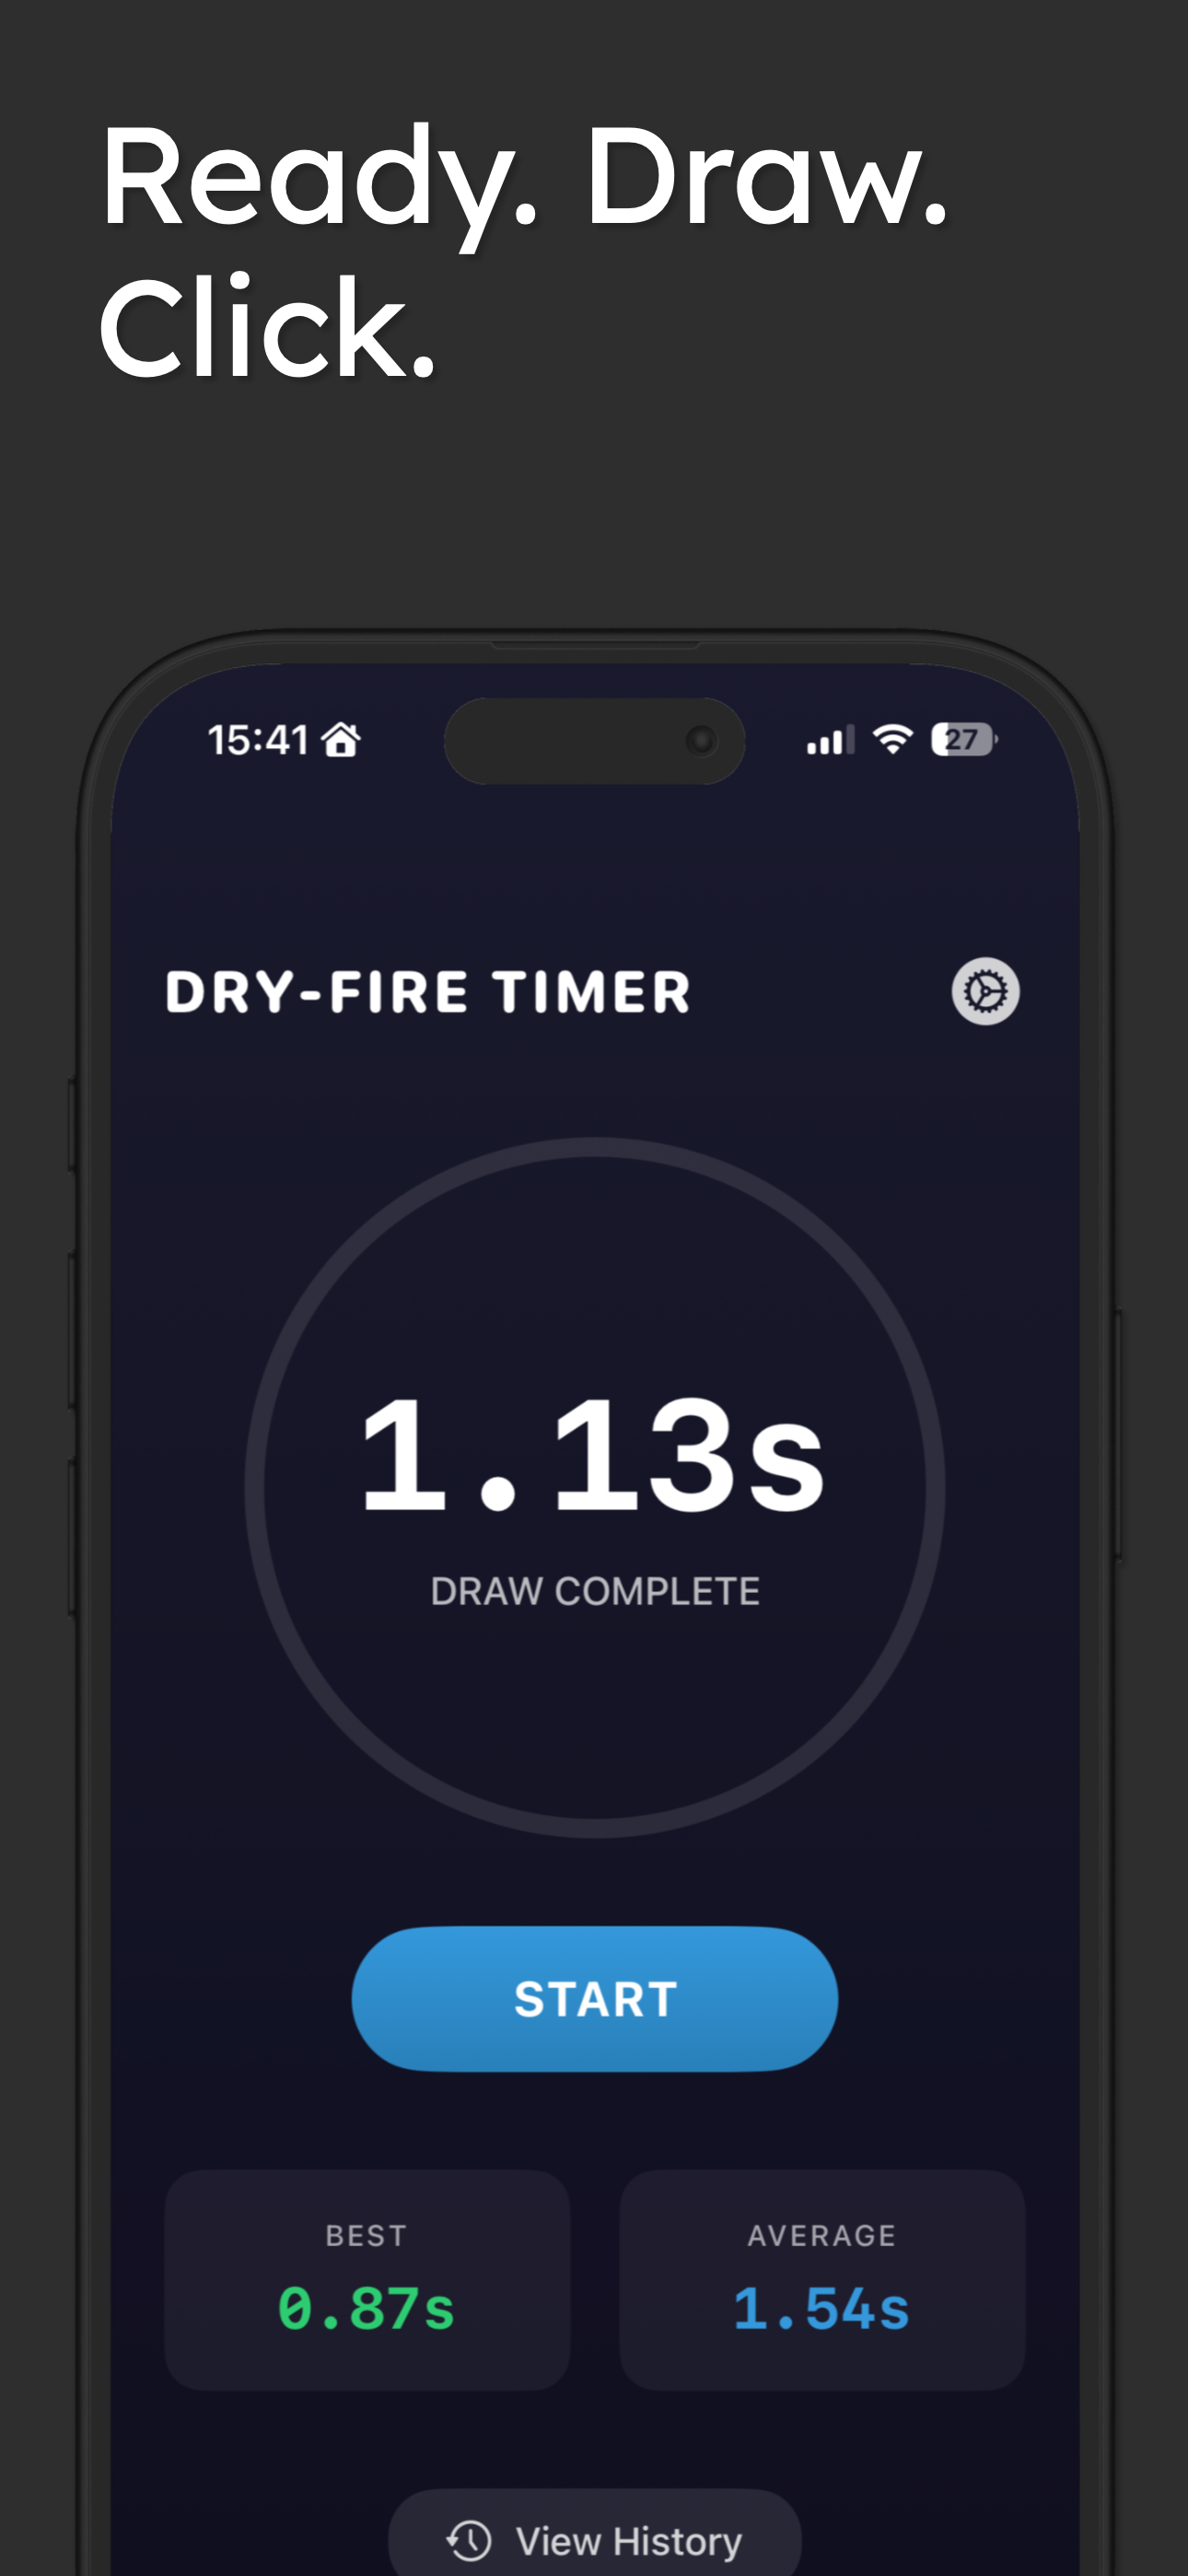 Ready. Draw.
Click.
15:41
27
DRY-FIRE TIMER
1.13s
DRAW COMPLETE
START
BEST
AVERAGE
0.87s
1.54s
View History